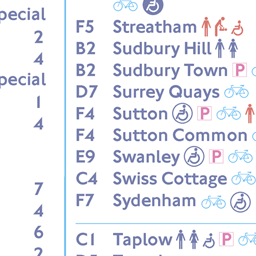 pecial
2
4
pecial
1
4
7
4
6
2
F5 Streatham
B2 Sudbury Hill
B2 Sudbury Town P
D7 Surrey Quays
F4 Sutton P
F4 Sutton Common
E9 Swanley P
C4 Swiss Cottage
F7 Sydenham
C1 Taplow P